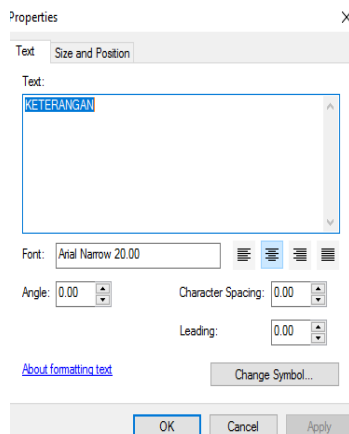 Properties
Text Size and Position
Text:
KETERANGAN
Font: Arial Narrow 20.00
Angle: 0.00 Character Spacing: 0.00
Leading: 0.00
About formatting text Change Symbol...
OK Cancel Apply